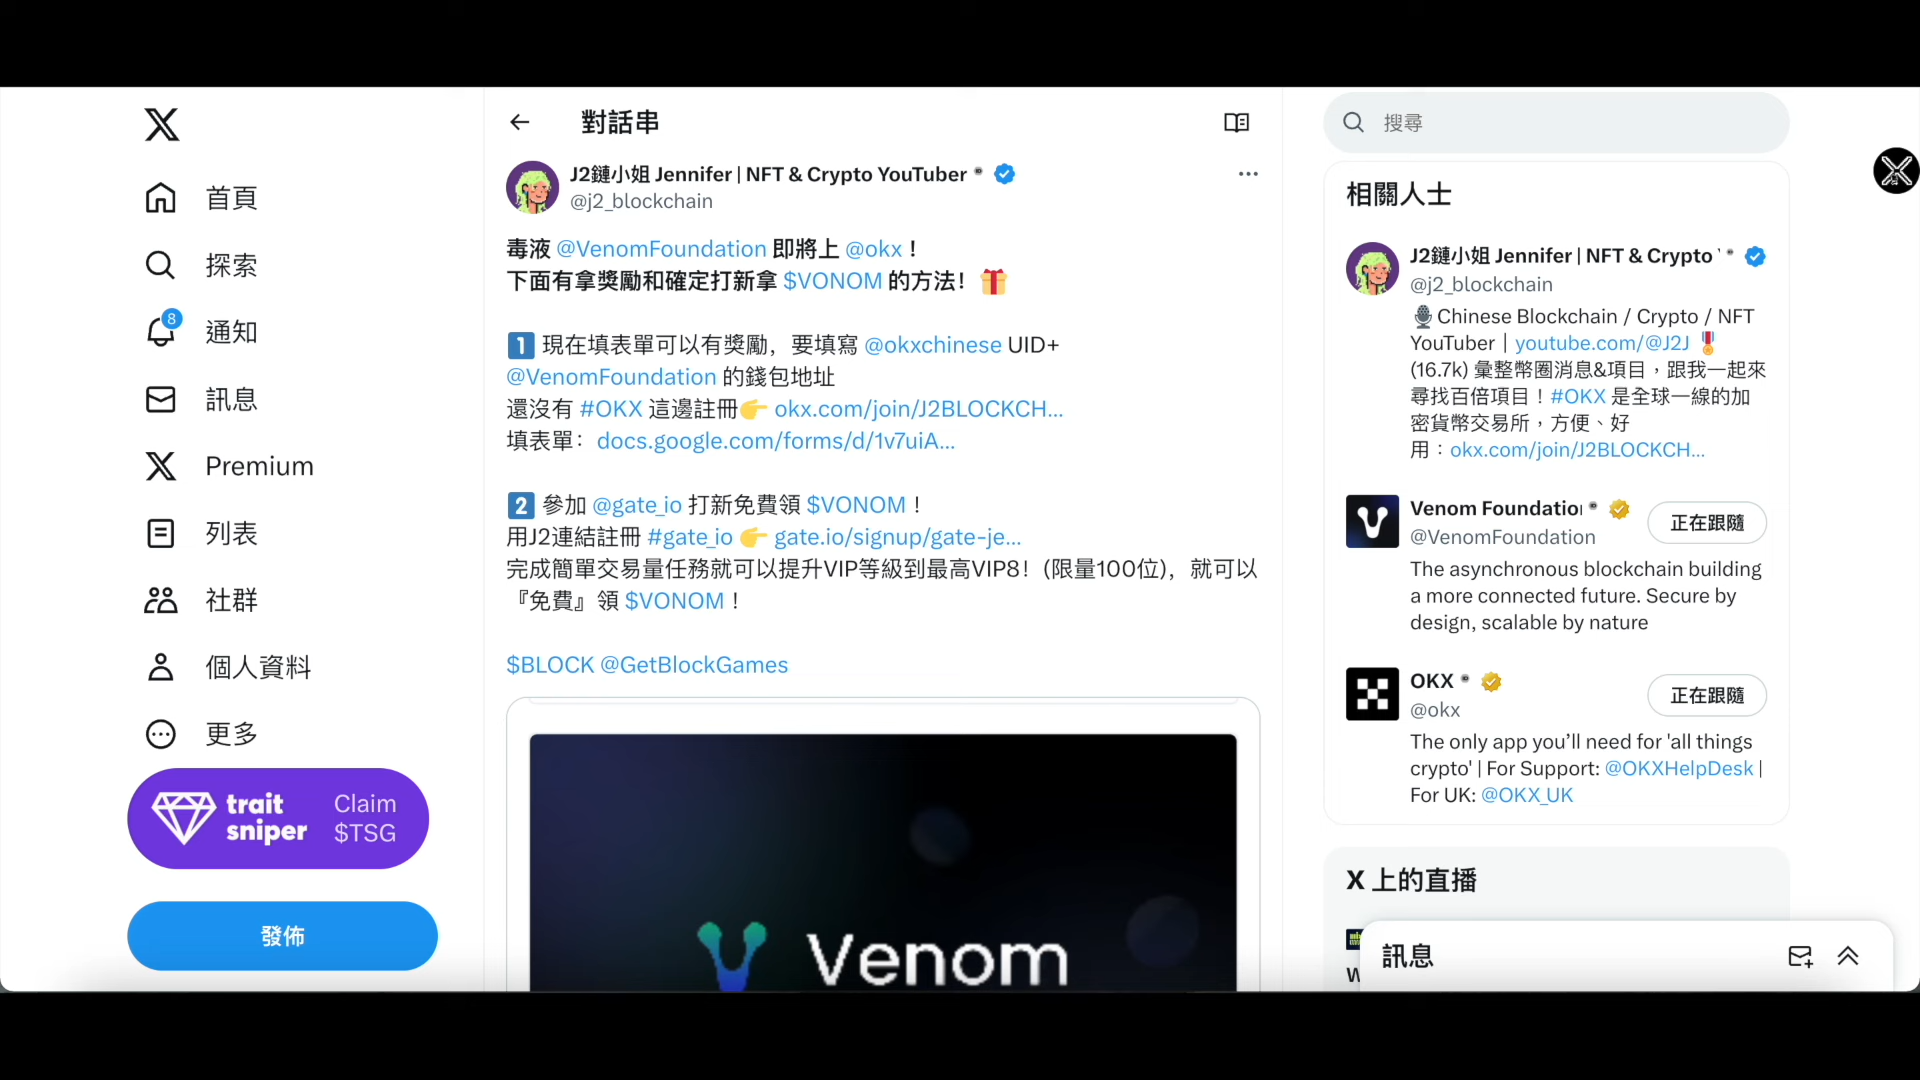 首頁
探索
8
通知
訊息
Premium
列表
社群
個人資料
更多
trait sniper
Claim $TSG
發佈
對話串
J2鏈小姐 Jennifer | NFT & Crypto YouTuber
@j2_blockchain
毒液 @VenomFoundation 即將上 @okx！
下面有拿獎勵和確定打新拿 $VONOM 的方法！🎁
1️⃣ 現在填表單可以有獎勵，要填寫 @okxchinese UID+
@VenomFoundation 的錢包地址
還沒有 #OKX 這邊註冊👉 okx.com/join/J2BLOCKCH…
填表單： docs.google.com/forms/d/1v7uiA…
2️⃣ 參加 @gate_io 打新免費領 $VONOM！
用J2連結註冊 #gate_io 👉 gate.io/signup/gate-je…
完成簡單交易量任務就可以提升VIP等級到最高VIP8！(限量100位)，就可以
『免費』領 $VONOM！
$BLOCK @GetBlockGames
Venom
搜尋
相關人士
J2鏈小姐 Jennifer | NFT & Crypto
@j2_blockchain
🎙️Chinese Blockchain / Crypto / NFT
YouTuber｜youtube.com/@J2J 🎖️
(16.7k) 彙整幣圈消息&項目，跟我一起來
尋找百倍項目！#OKX 是全球一線的加
密貨幣交易所，方便、好
用：okx.com/join/J2BLOCKCH…
Venom Foundation
@VenomFoundation
正在跟隨
The asynchronous blockchain building
a more connected future. Secure by
design, scalable by nature
OKX
@okx
正在跟隨
The only app you’ll need for 'all things
crypto' | For Support: @OKXHelpDesk |
For UK: @OKX_UK
X 上的直播
訊息